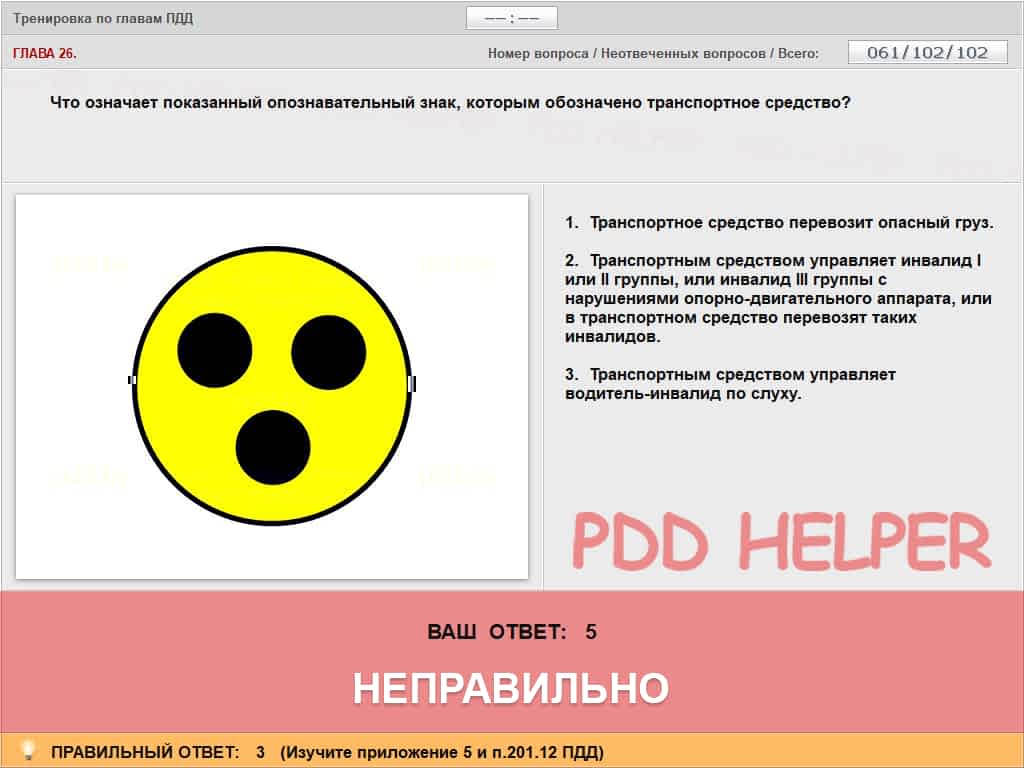 Тренировка по главам ПДД
–– : ––
ГЛАВА 26.
Номер вопроса / Неотвеченных вопросов / Всего:
061/102/102
Что означает показанный опознавательный знак, которым обозначено транспортное средство?
1. Транспортное средство перевозит опасный груз.
2. Транспортным средством управляет инвалид I
или II группы, или инвалид III группы с
нарушениями опорно-двигательного аппарата, или
в транспортном средство перевозят таких
инвалидов.
3. Транспортным средством управляет
водитель-инвалид по слуху.
PDD HELPER
ВАШ ОТВЕТ: 5
НЕПРАВИЛЬНО
ПРАВИЛЬНЫЙ ОТВЕТ: 3 (Изучите приложение 5 и п.201.12 ПДД)